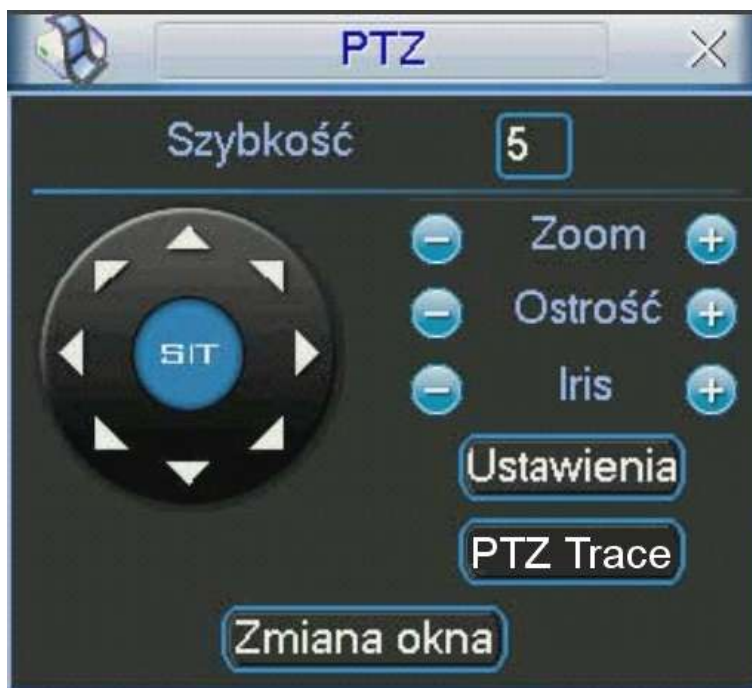 PTZ
Szybkość 5
SIT
Zoom
Ostrość
Iris
Ustawienia
PTZ Trace
Zmiana okna